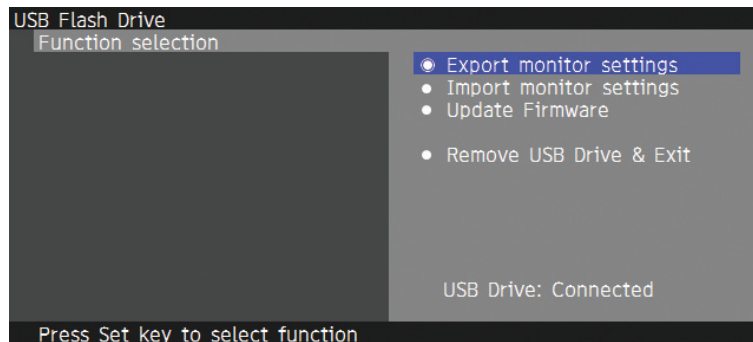 USB Flash Drive
Function selection
Export monitor settings
Import monitor settings
Update Firmware
Remove USB Drive & Exit
USB Drive: Connected
Press Set key to select function